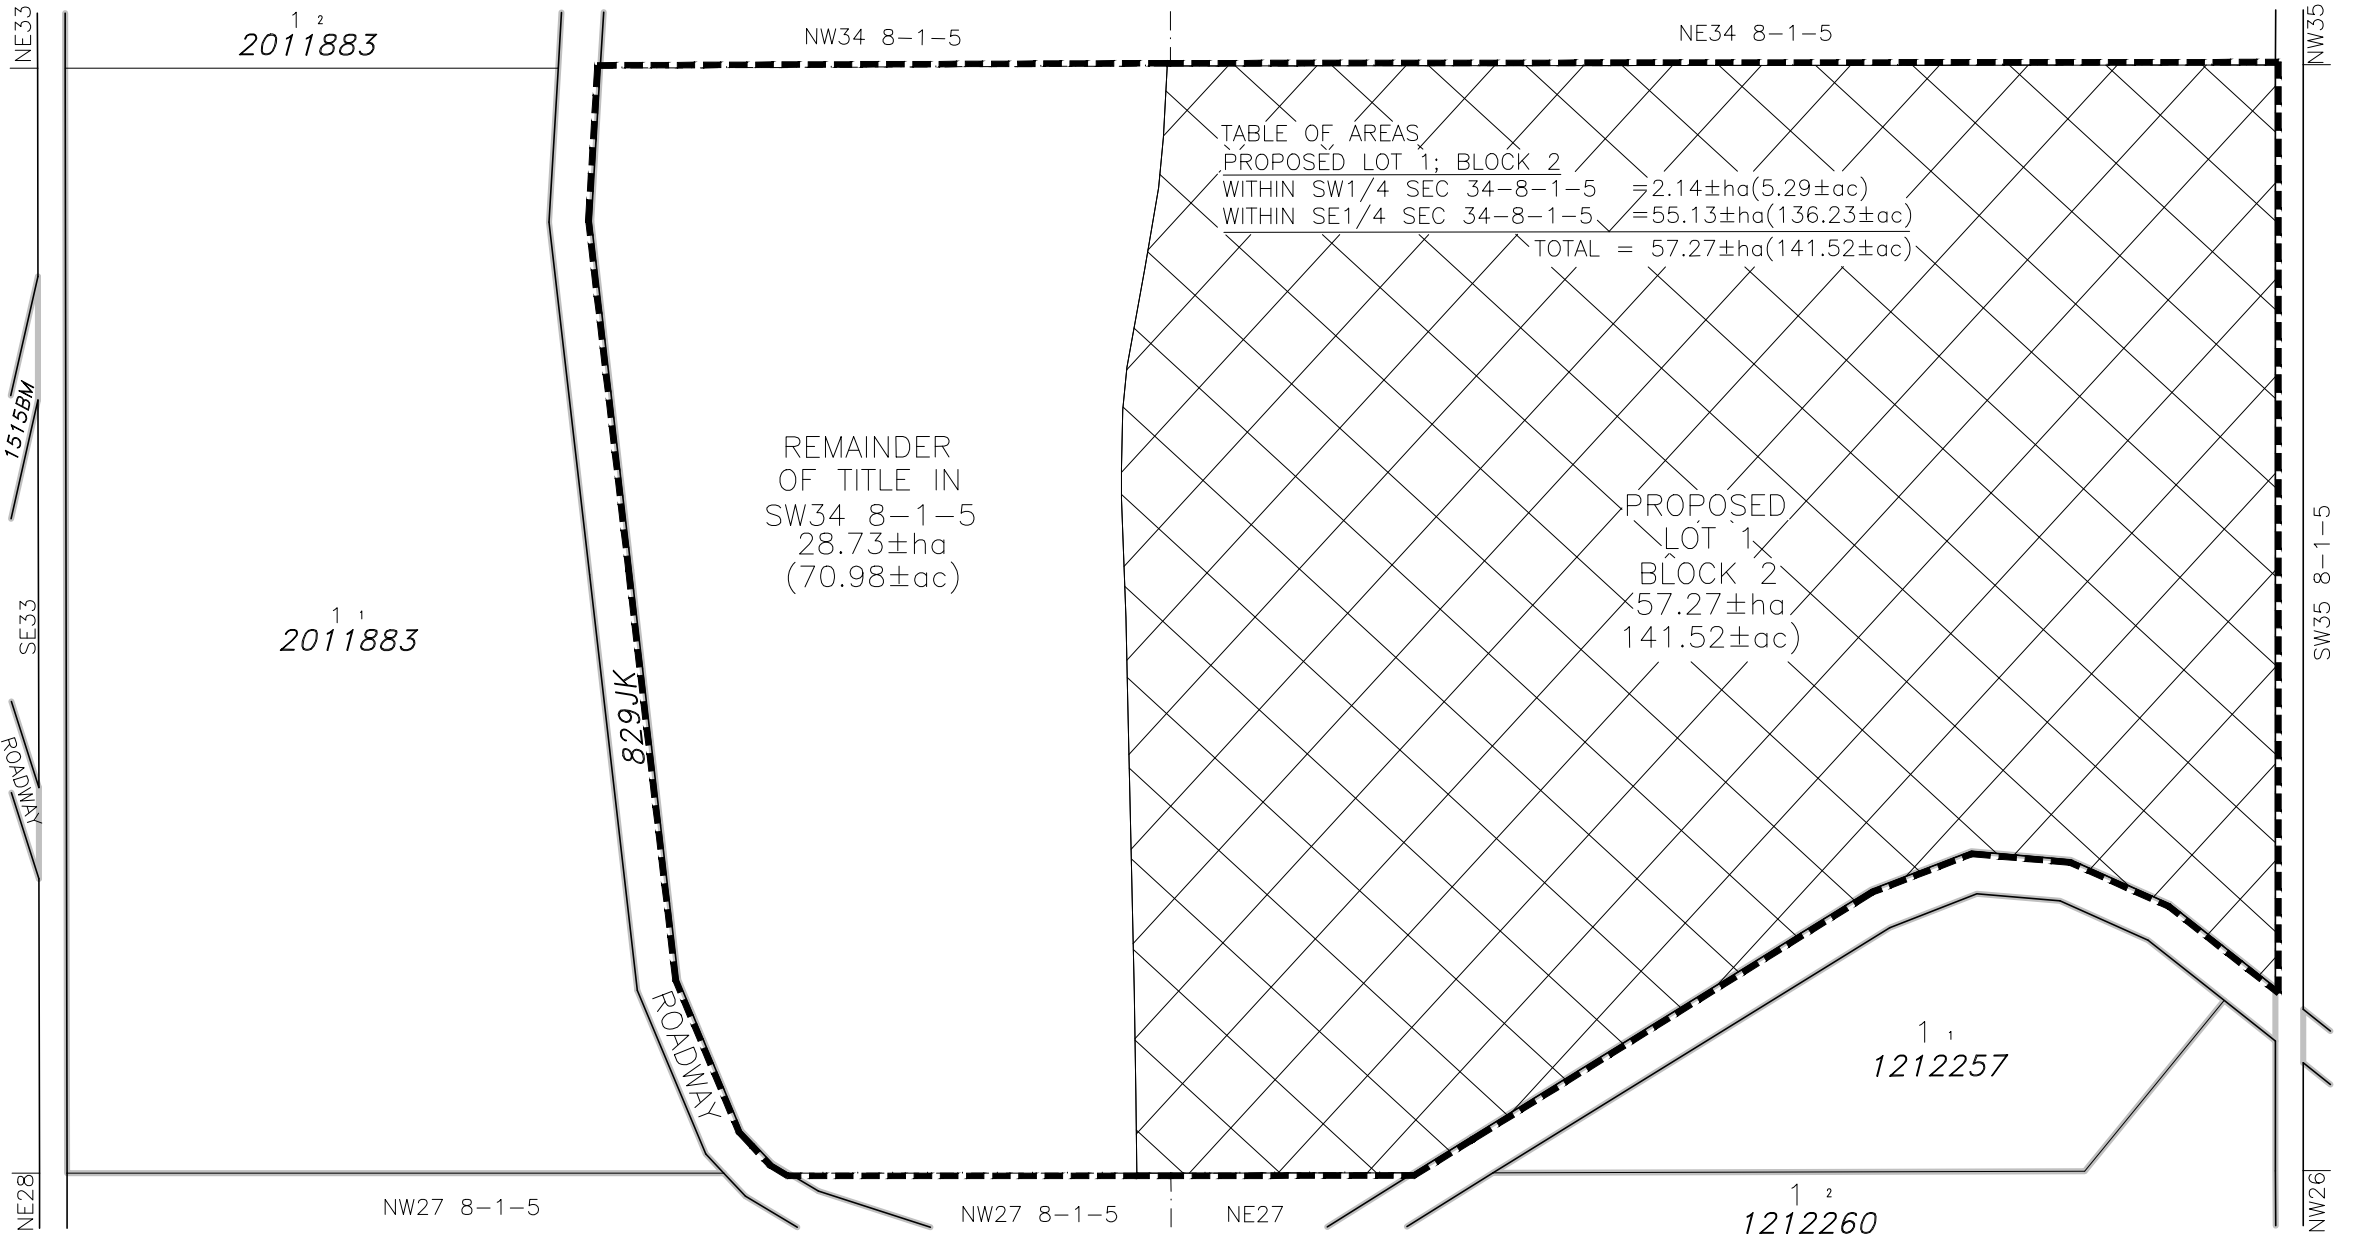 NE33
1 2
2011883
NW34 8-1-5
NE34 8-1-5
NW35
TABLE OF AREAS
PROPOSED LOT 1; BLOCK 2
WITHIN SW1/4 SEC 34-8-1-5 =2.14±ha(5.29±ac)
WITHIN SE1/4 SEC 34-8-1-5 =55.13±ha(136.23±ac)
TOTAL = 57.27±ha(141.52±ac)
1515BM
REMAINDER
OF TITLE IN
SW34 8-1-5
28.73±ha
(70.98±ac)
PROPOSED
LOT 1
BLOCK 2
57.27±ha
141.52±ac)
SW35 8-1-5
SE33
1 1
2011883
829JK
ROADWAY
ROADWAY
1 1
1212257
NE28
NW27 8-1-5
NW27 8-1-5
NE27
1 2
1212260
NW26